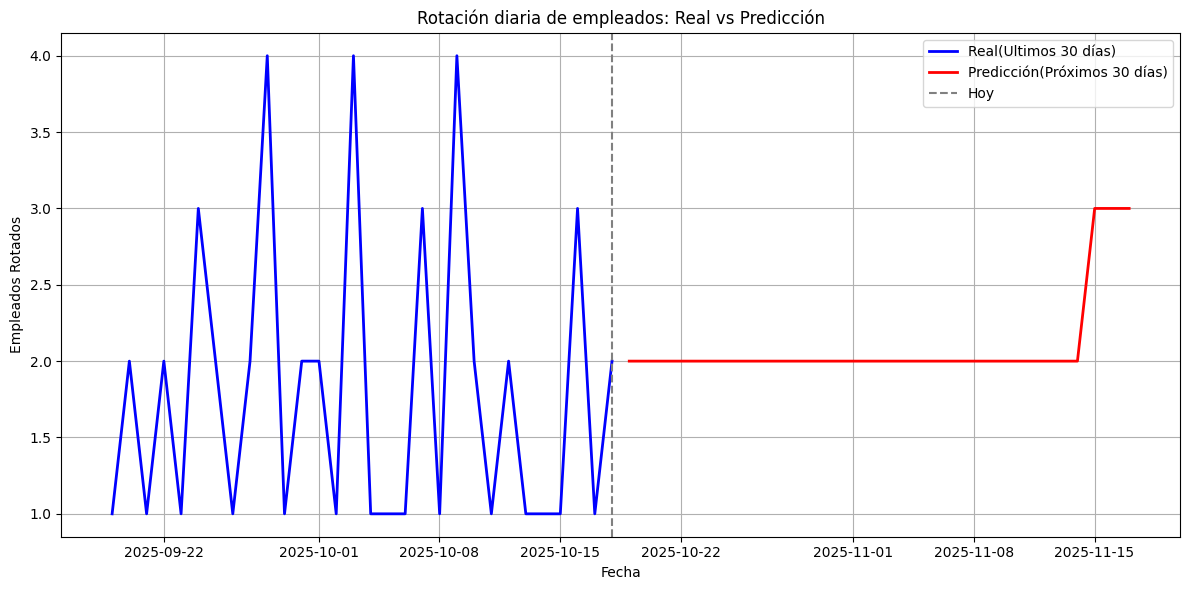 Rotación diaria de empleados: Real vs Predicción
Real(Ultimos 30 días)
Predicción(Próximos 30 días)
Hoy
Empleados Rotados
4.0
3.5
3.0
2.5
2.0
1.5
1.0
2025-09-22
2025-10-01
2025-10-08
2025-10-15
2025-10-22
2025-11-01
2025-11-08
2025-11-15
Fecha